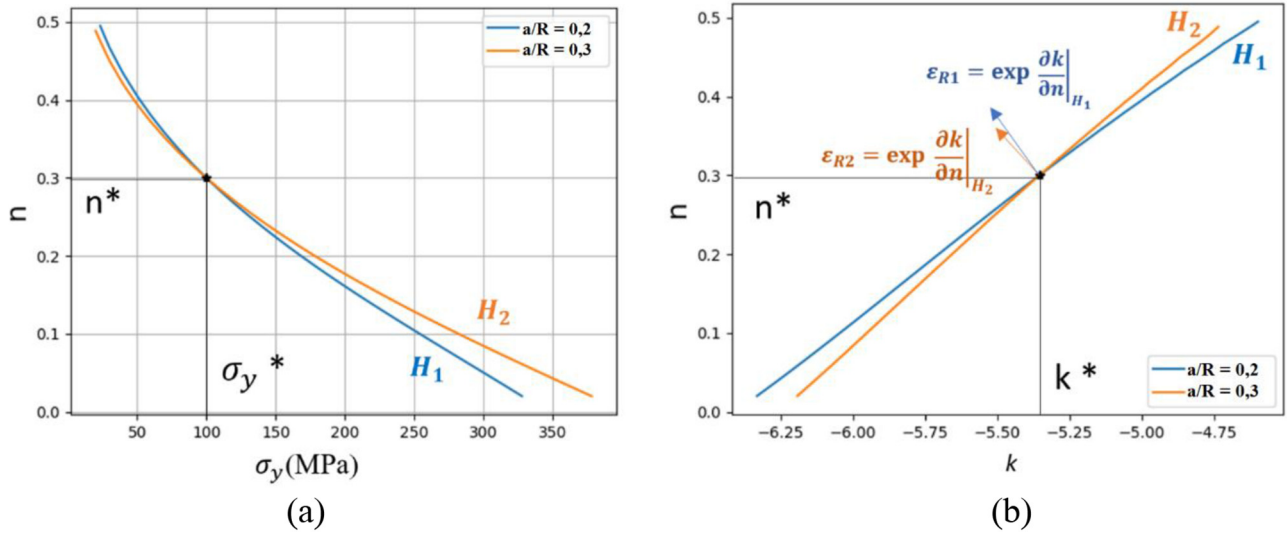 a/R = 0,2
a/R = 0,3
0.5
0.4
0.3
0.2
0.1
0.0
n
n*
σy *
H1
H2
50 100 150 200 250 300 350
σy(MPa)
(a)
H2
H1
εR1 = exp ∂k/∂n|H1
εR2 = exp ∂k/∂n|H2
0.5
0.4
0.3
0.2
0.1
0.0
n
n*
k *
a/R = 0,2
a/R = 0,3
−6.25 −6.00 −5.75 −5.50 −5.25 −5.00 −4.75
k
(b)